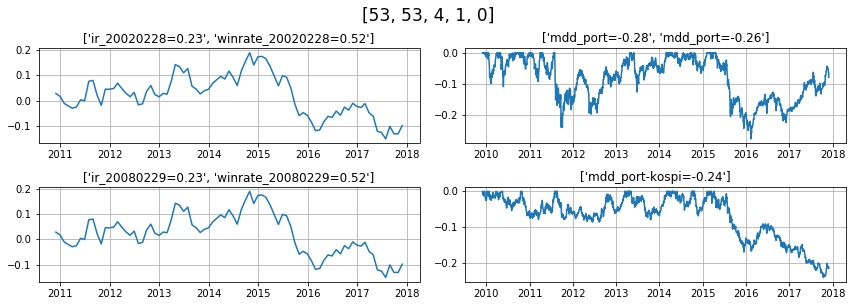 [53, 53, 4, 1, 0]
['ir_20020228=0.23', 'winrate_20020228=0.52']
0.2
0.1
0.0
−0.1
2011 2012 2013 2014 2015 2016 2017 2018
['mdd_port=-0.28', 'mdd_port=-0.26']
0.0
−0.1
−0.2
2010 2011 2012 2013 2014 2015 2016 2017 2018
['ir_20080229=0.23', 'winrate_20080229=0.52']
0.2
0.1
0.0
−0.1
2011 2012 2013 2014 2015 2016 2017 2018
['mdd_port-kospi=-0.24']
0.0
−0.1
−0.2
2010 2011 2012 2013 2014 2015 2016 2017 2018